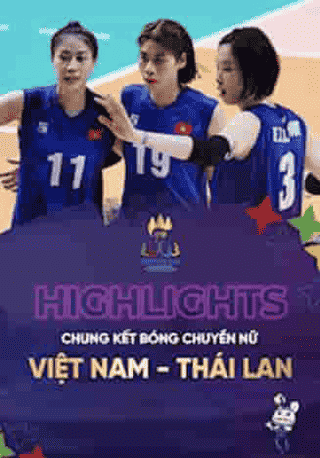 11
19
3
HIGHLIGHTS
CHUNG KẾT BÓNG CHUYỀN NỮ
VIỆT NAM - THÁI LAN